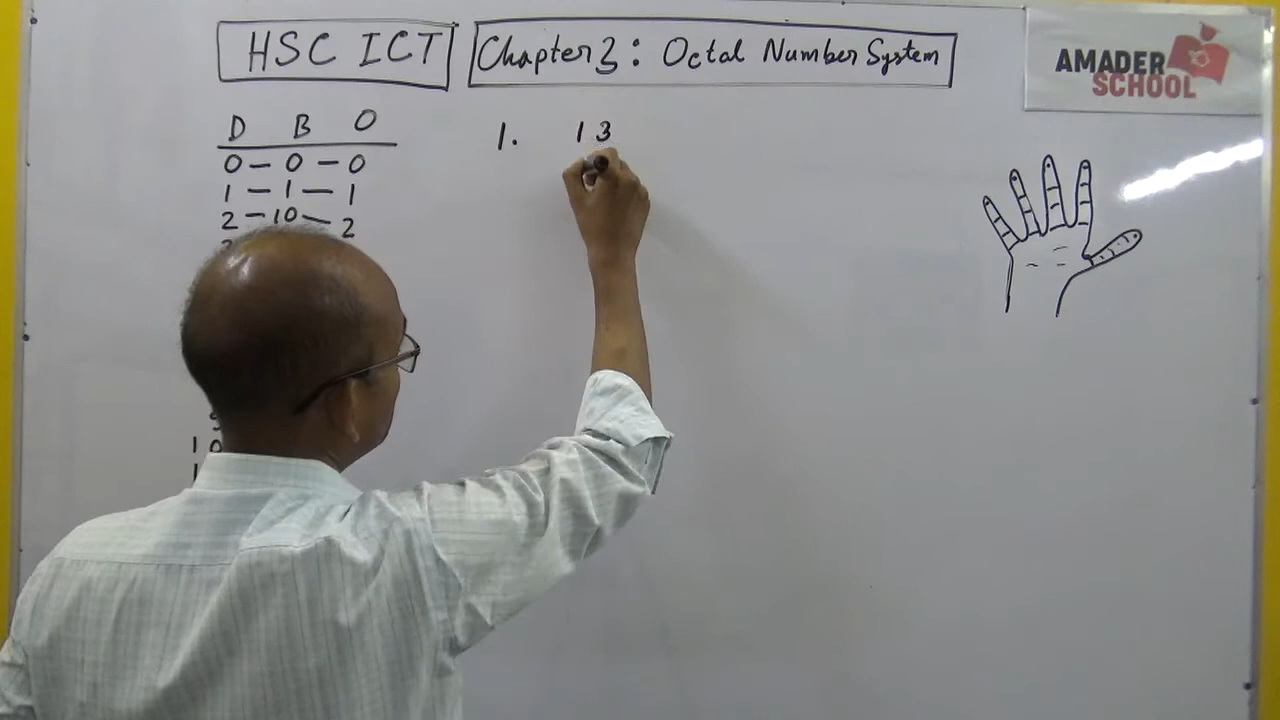 HSC ICT
Chapter 3: Octal Number System
AMADER
SCHOOL
D B O
0 — 0 — 0
1 — 1 — 1
2 — 10 — 2
1. 13